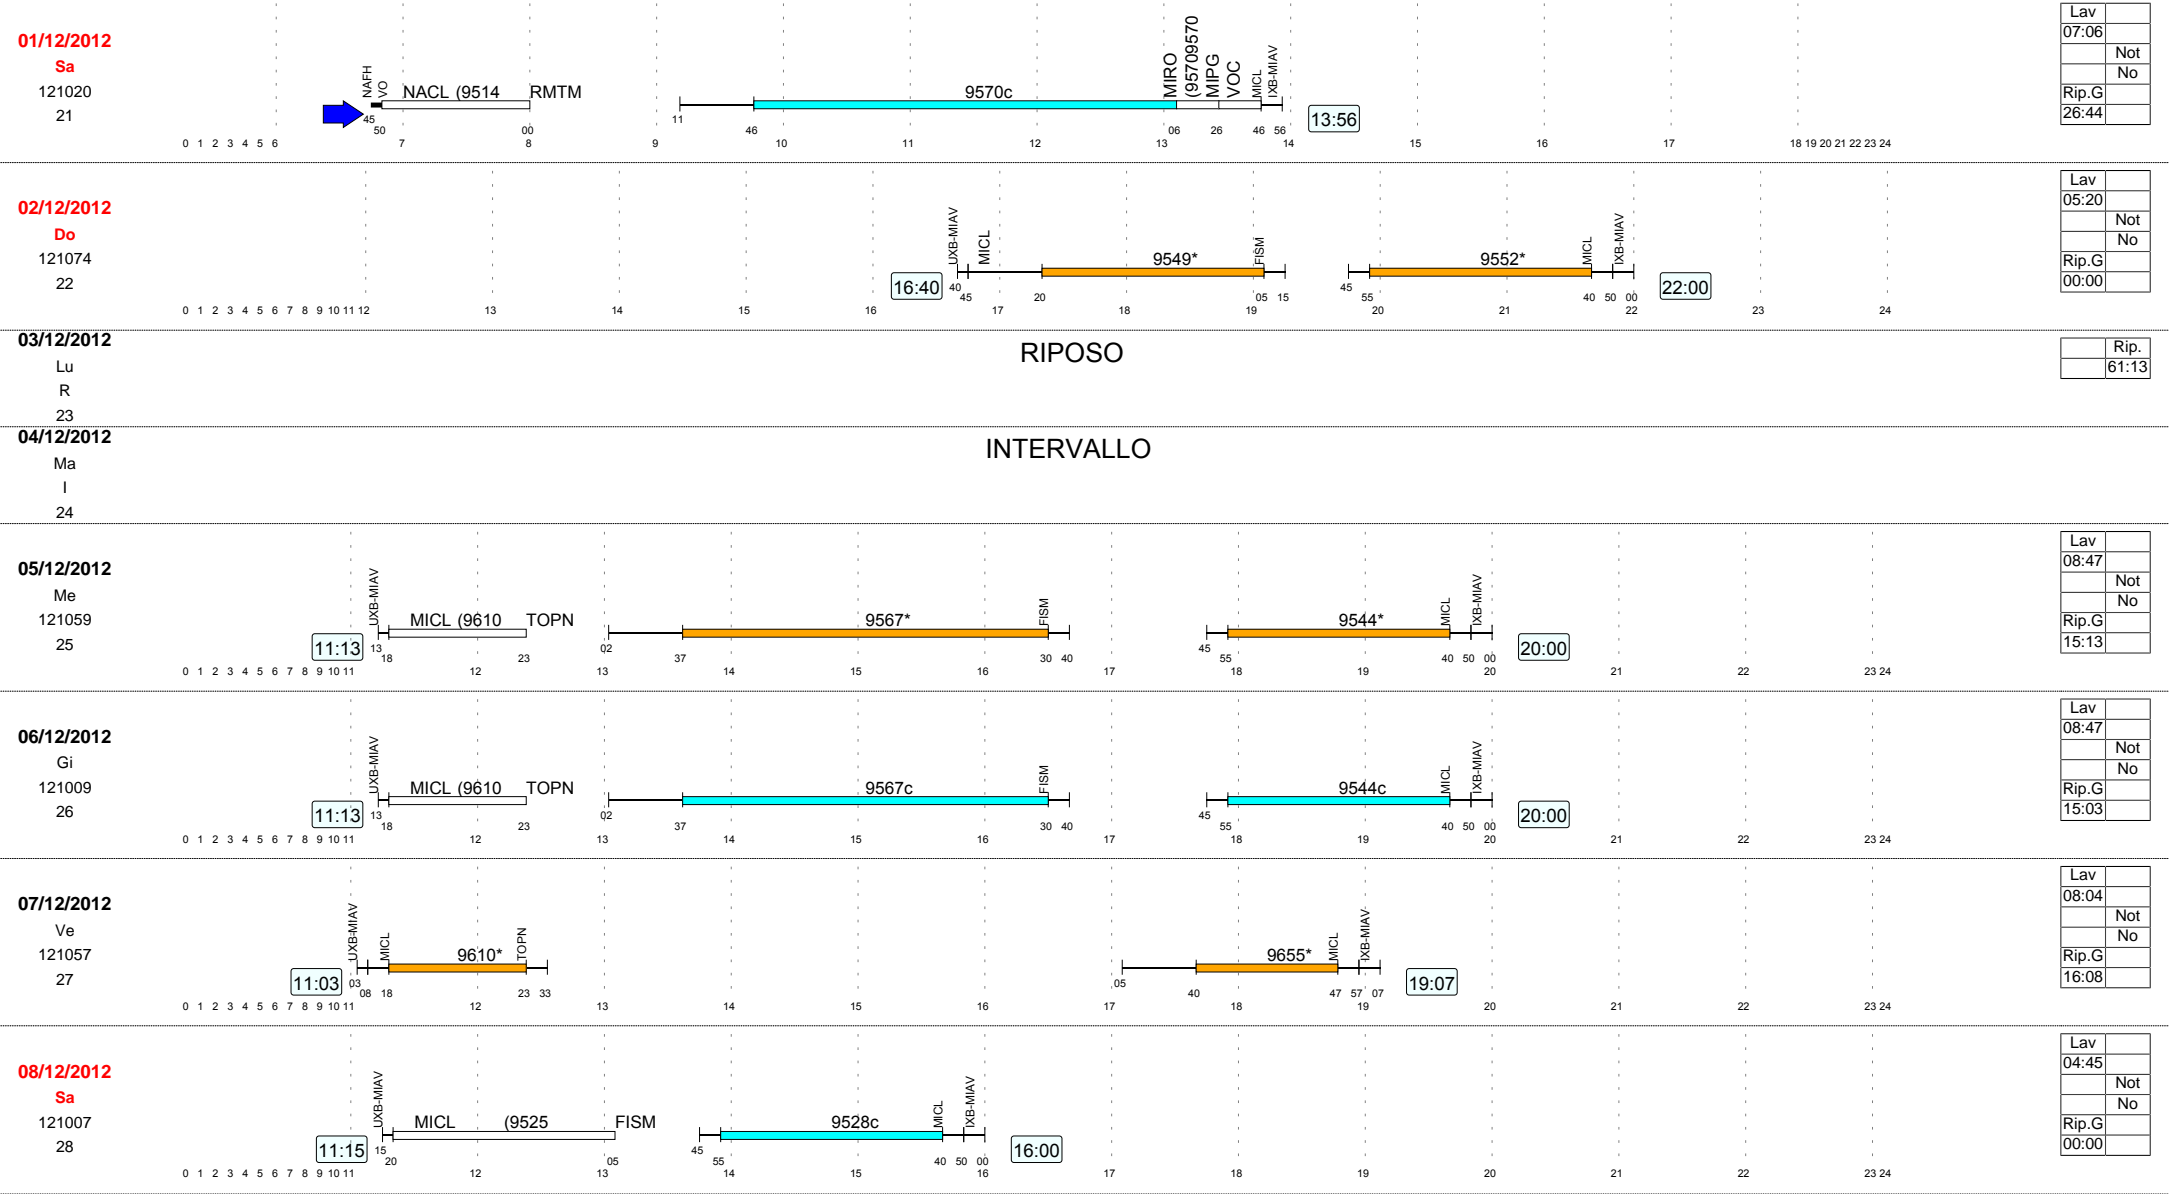 01/12/2012
Sa
121020
21
NAFH
VO
NACL (9514 RMTM
9570c
MIRO
(95709570
MIPG
VOC
MICL
IXB-MIAV
45 50 00 11 46 06 26 46 56
13:56
0 1 2 3 4 5 6 7 8 9 10 11 12 13 14 15 16 17 18 19 20 21 22 23 24
Lav
07:06
Not
No
Rip.G
26:44
02/12/2012
Do
121074
22
UXB-MIAV
MICL
9549*
FISM
9552*
MICL
IXB-MIAV
16:40
40 45 20 05 15 45 55 40 50 00
22:00
0 1 2 3 4 5 6 7 8 9 10 11 12 13 14 15 16 17 18 19 20 21 22 23 24
Lav
05:20
Not
No
Rip.G
00:00
03/12/2012
Lu
R
23
RIPOSO
Rip.
61:13
04/12/2012
Ma
I
24
INTERVALLO
05/12/2012
Me
121059
25
UXB-MIAV
MICL (9610 TOPN
9567*
FISM
9544*
MICL
IXB-MIAV
11:13
13 18 23 02 37 30 40 45 55 40 50 00
20:00
0 1 2 3 4 5 6 7 8 9 10 11 12 13 14 15 16 17 18 19 20 21 22 23 24
Lav
08:47
Not
No
Rip.G
15:13
06/12/2012
Gi
121009
26
UXB-MIAV
MICL (9610 TOPN
9567c
FISM
9544c
MICL
IXB-MIAV
11:13
13 18 23 02 37 30 40 45 55 40 50 00
20:00
0 1 2 3 4 5 6 7 8 9 10 11 12 13 14 15 16 17 18 19 20 21 22 23 24
Lav
08:47
Not
No
Rip.G
15:03
07/12/2012
Ve
121057
27
UXB-MIAV
MICL
9610*
TOPN
9655*
MICL
IXB-MIAV
11:03
03 08 18 23 33 05 40 47 57 07
19:07
0 1 2 3 4 5 6 7 8 9 10 11 12 13 14 15 16 17 18 19 20 21 22 23 24
Lav
08:04
Not
No
Rip.G
16:08
08/12/2012
Sa
121007
28
UXB-MIAV
MICL (9525 FISM
9528c
MICL
IXB-MIAV
11:15
15 20 05 45 55 40 50 00
16:00
0 1 2 3 4 5 6 7 8 9 10 11 12 13 14 15 16 17 18 19 20 21 22 23 24
Lav
04:45
Not
No
Rip.G
00:00